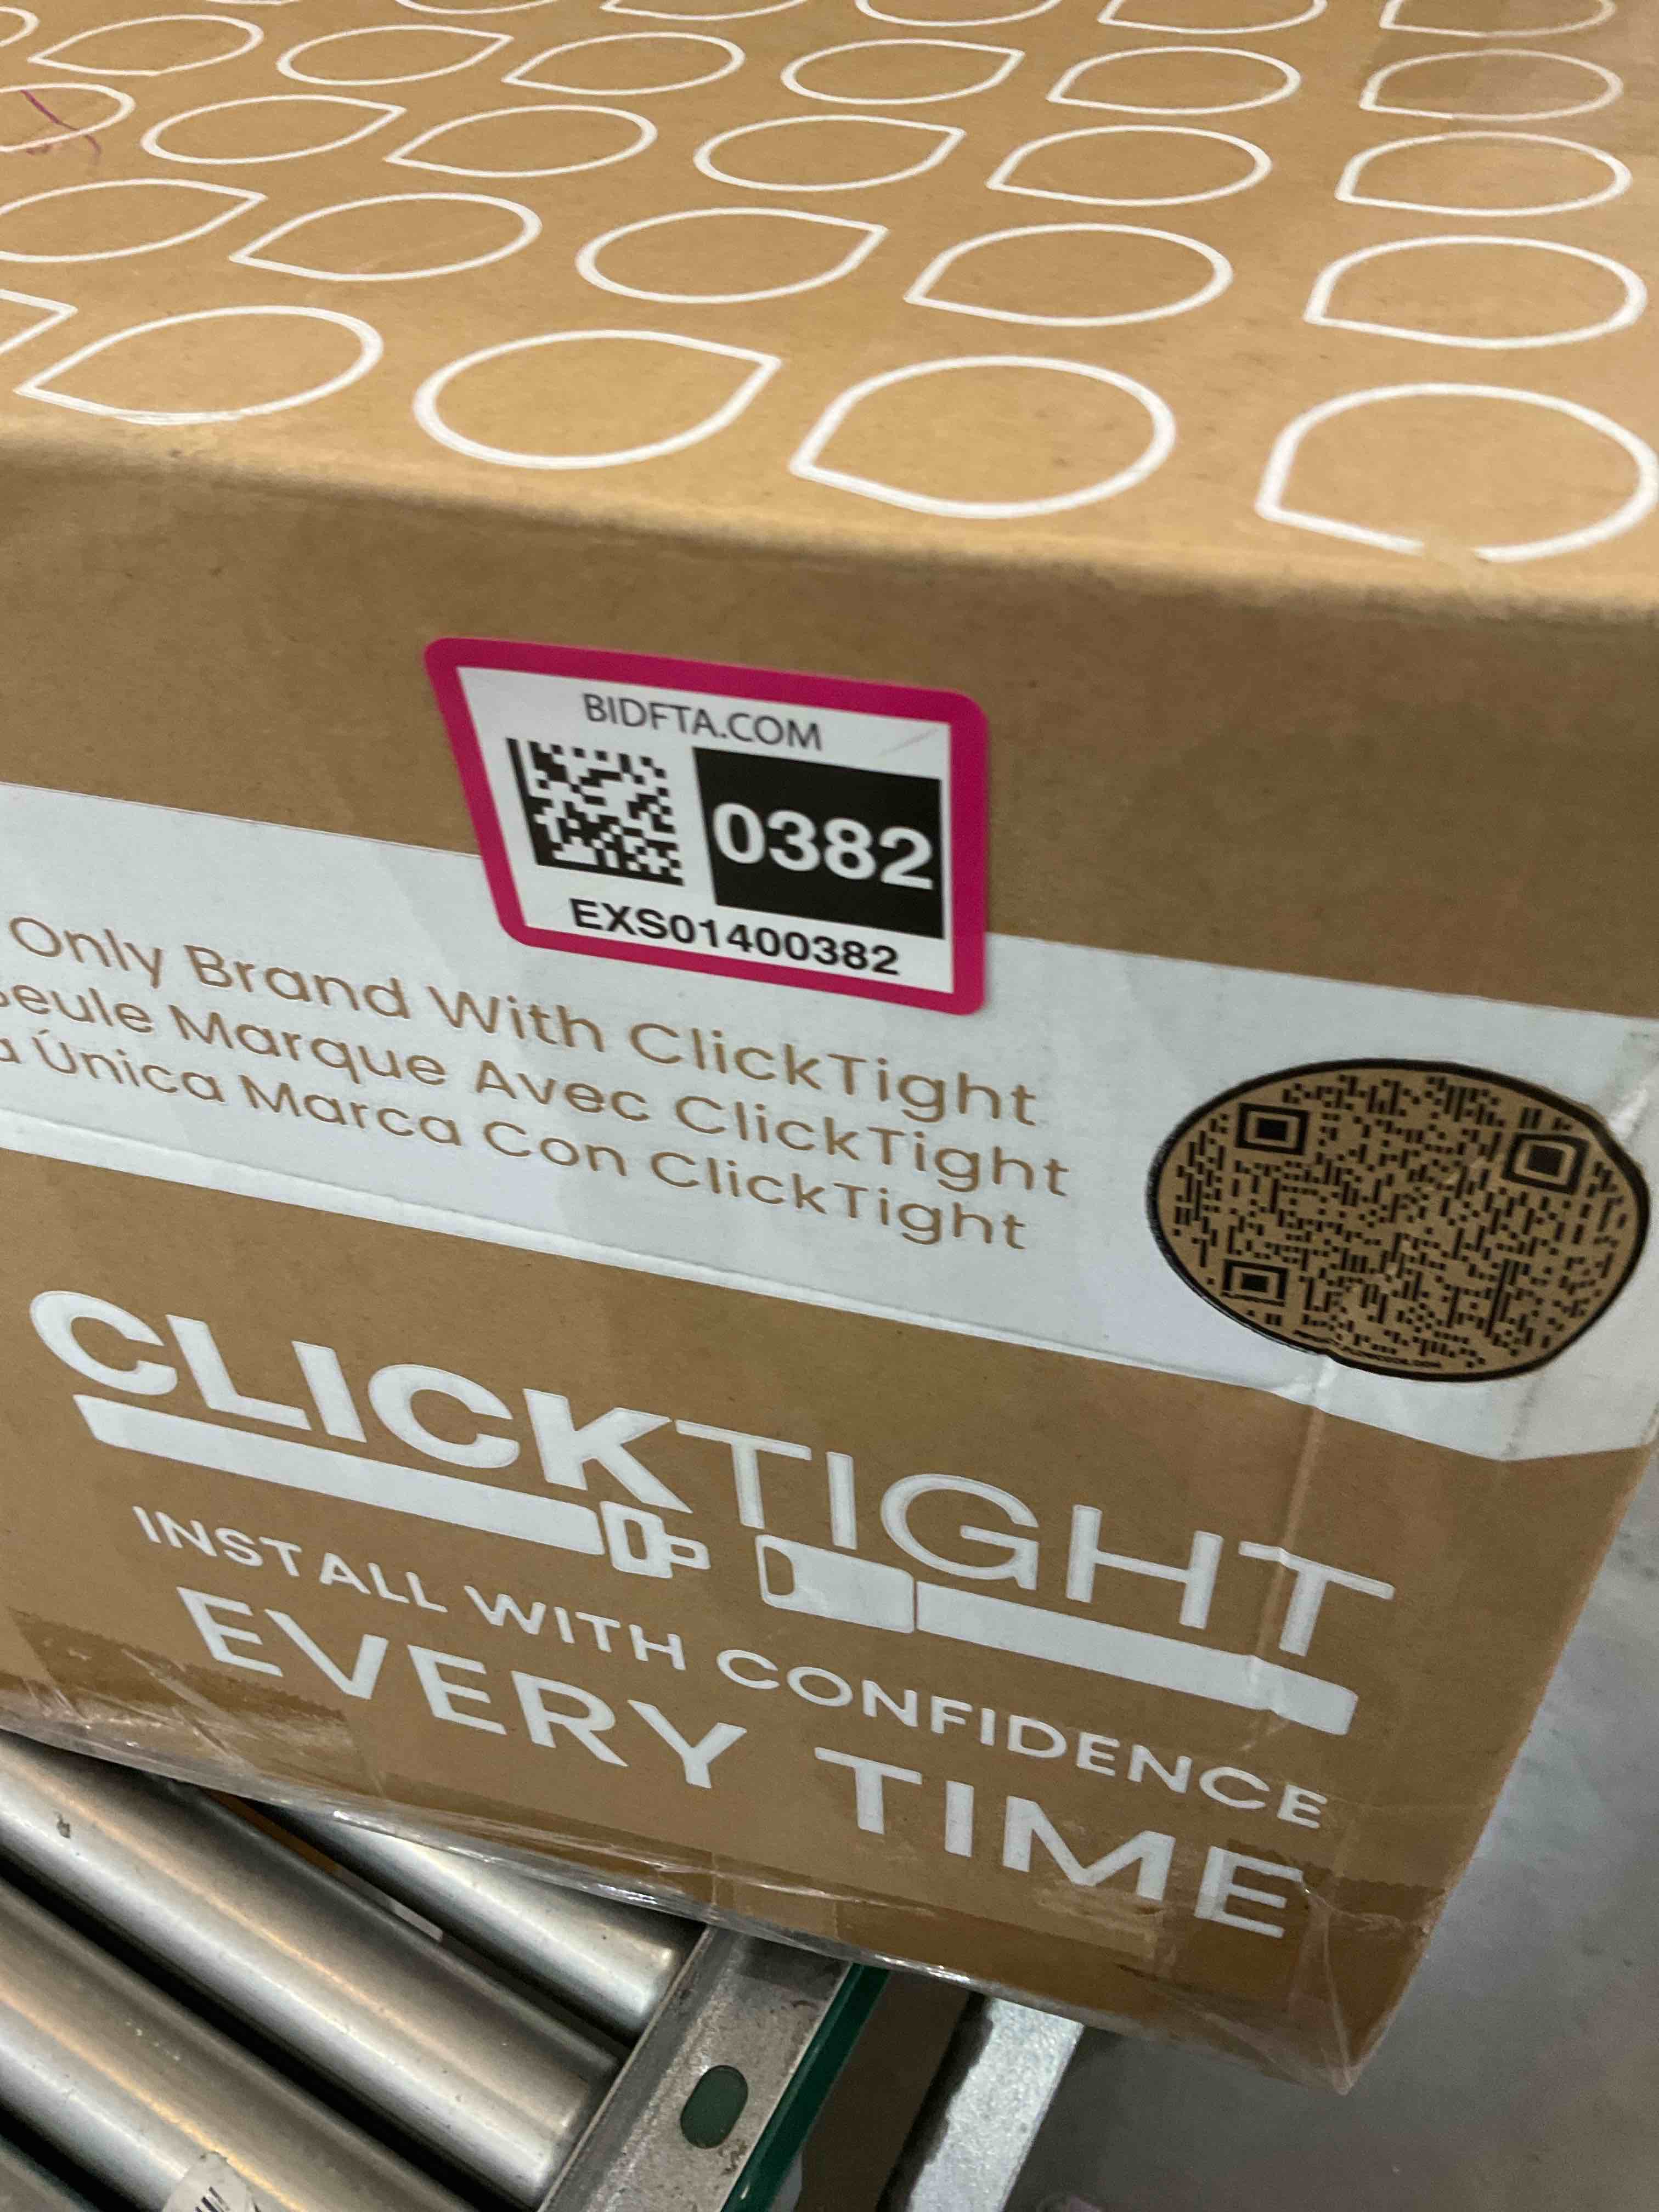 BIDFTA.COM
0382
EXS01400382
Only Brand With ClickTight
Seule Marque Avec ClickTight
Única Marca Con ClickTight
CLICKTIGHT
INSTALL WITH CONFIDENCE
EVERY TIME